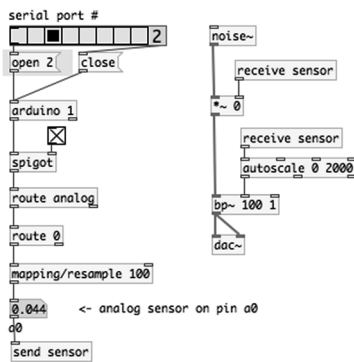 serial port #
2
open 2
close
arduino 1
spigot
route analog
route 0
mapping/resample 100
0.044
<- analog sensor on pin a0
a0
send sensor
noise~
receive sensor
*~ 0
receive sensor
autoscale 0 2000
bp~ 100 1
dac~